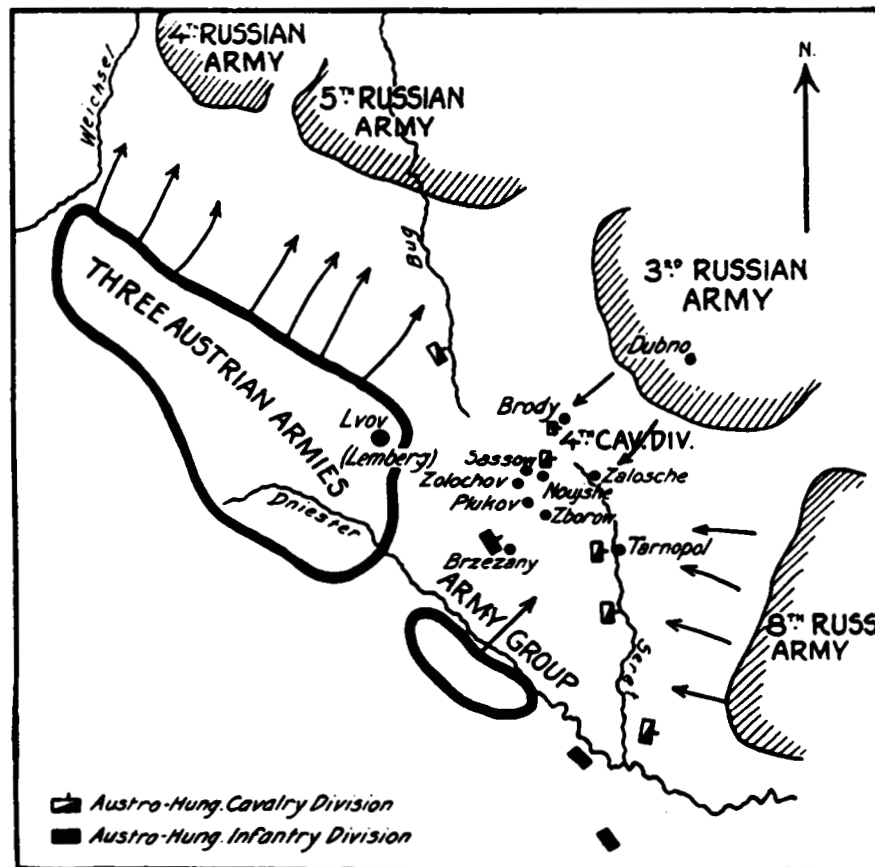 4TH RUSSIAN
ARMY
N.
Weichsel
5TH RUSSIAN
ARMY
Bug
3RD RUSSIAN
ARMY
Dubno
THREE AUSTRIAN ARMIES
Lvov
(Lemberg)
Brody
4TH CAV. DIV.
Sassow
Zolochov
Noujshe
Zalosche
Plukov
Zborow
Dniester
Brzezany
Tarnopol
ARMY GROUP
8TH RUSS
ARMY
Seret
Austro-Hung. Cavalry Division
Austro-Hung. Infantry Division